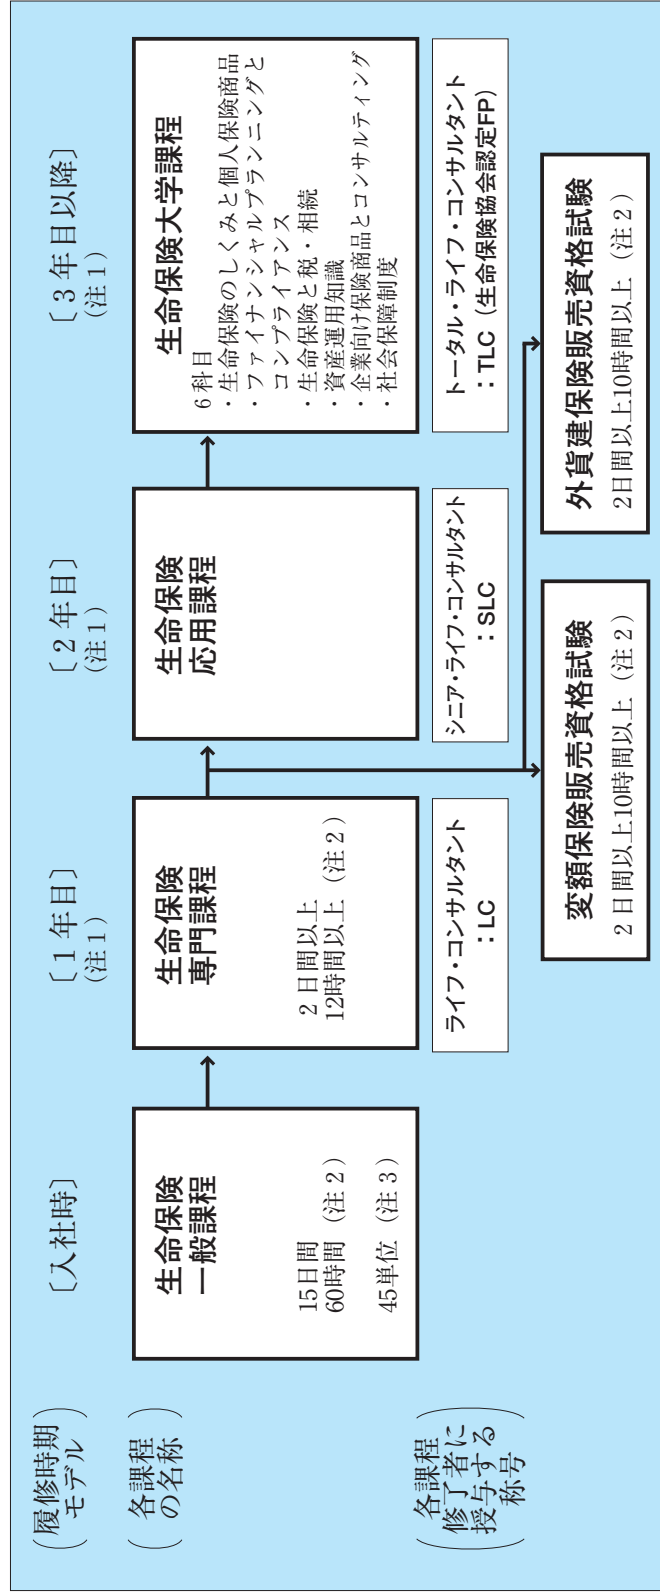 （履修時期
モデル）
〔入社時〕
〔1年目〕
（注1）
〔2年目〕
（注1）
〔3年目以降〕
（注1）
（各課程
の名称）
生命保険
一般課程
15日間
60時間（注2）
45単位（注3）
生命保険
専門課程
2日間以上
12時間以上（注2）
生命保険
応用課程
生命保険大学課程
6科目
・生命保険のしくみと個人保険商品
・ファイナンシャルプランニングと
コンプライアンス
・生命保険と税・相続
・資産運用知識
・企業向け保険商品とコンサルティング
・社会保障制度
（各課程
修了者に
授与する
称号）
ライフ・コンサルタント
：LC
シニア・ライフ・コンサルタント
：SLC
トータル・ライフ・コンサルタント
：TLC（生命保険協会認定FP）
変額保険販売資格試験
2日間以上10時間以上（注2）
外貨建保険販売資格試験
2日間以上10時間以上（注2）